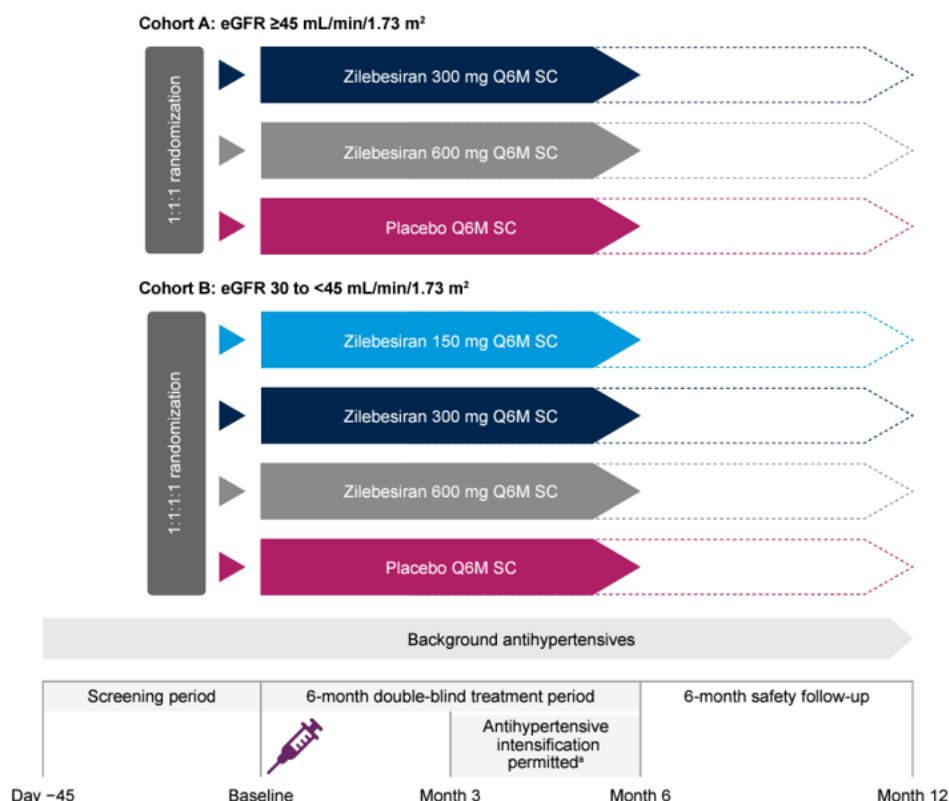 Cohort A: eGFR ≥45 mL/min/1.73 m²
1:1:1 randomization
Zilebesiran 300 mg Q6M SC
Zilebesiran 600 mg Q6M SC
Placebo Q6M SC
Cohort B: eGFR 30 to <45 mL/min/1.73 m²
1:1:1:1 randomization
Zilebesiran 150 mg Q6M SC
Zilebesiran 300 mg Q6M SC
Zilebesiran 600 mg Q6M SC
Placebo Q6M SC
Background antihypertensives
Screening period
6-month double-blind treatment period
6-month safety follow-up
Antihypertensive
intensification
permittedᵃ
Day −45
Baseline
Month 3
Month 6
Month 12